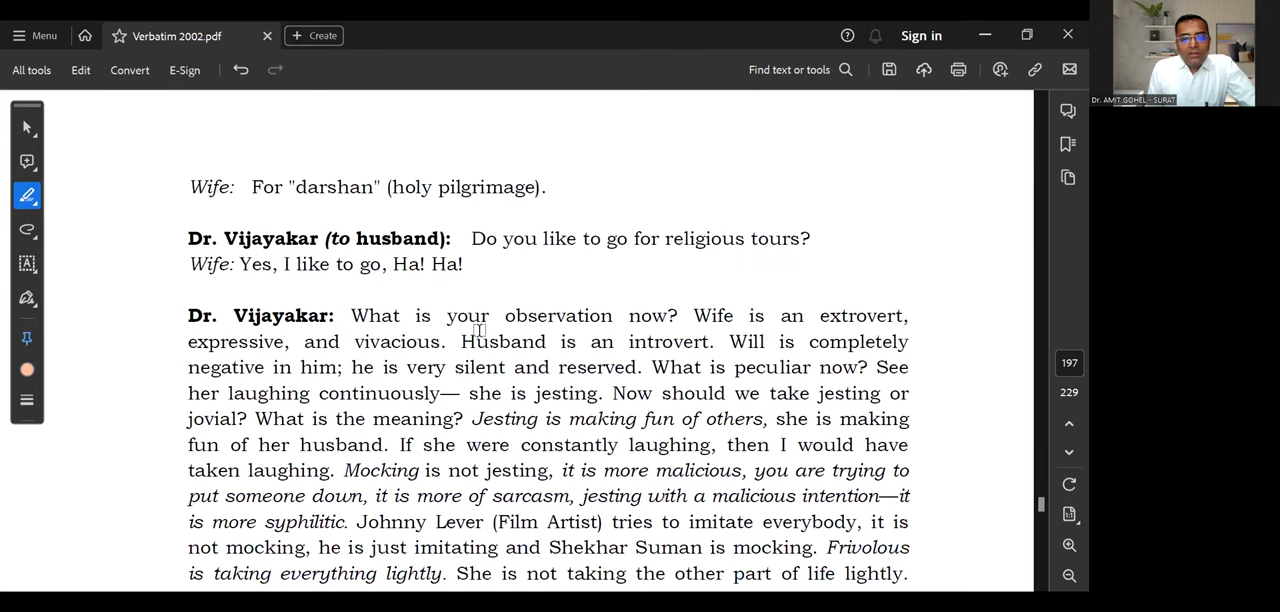 Menu
Verbatim 2002.pdf
Create
Sign in
All tools
Edit
Convert
E-Sign
Find text or tools
Dr. AMIT GOHEL - SURAT
Wife: For "darshan" (holy pilgrimage).
Dr. Vijayakar (to husband): Do you like to go for religious tours?
Wife: Yes, I like to go, Ha! Ha!
Dr. Vijayakar: What is your observation now? Wife is an extrovert,
expressive, and vivacious. Husband is an introvert. Will is completely
negative in him; he is very silent and reserved. What is peculiar now? See
her laughing continuously— she is jesting. Now should we take jesting or
jovial? What is the meaning? Jesting is making fun of others, she is making
fun of her husband. If she were constantly laughing, then I would have
taken laughing. Mocking is not jesting, it is more malicious, you are trying to
put someone down, it is more of sarcasm, jesting with a malicious intention—it
is more syphilitic. Johnny Lever (Film Artist) tries to imitate everybody, it is
not mocking, he is just imitating and Shekhar Suman is mocking. Frivolous
is taking everything lightly. She is not taking the other part of life lightly.
197
229